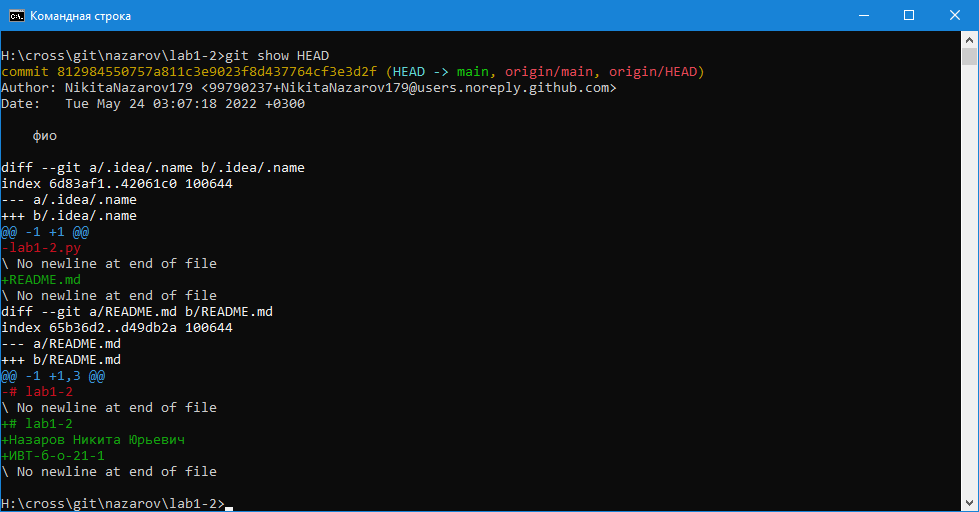 Командная строка
H:\cross\git\nazarov\lab1-2>git show HEAD
commit 812984550757a811c3e9023f8d437764cf3e3d2f (HEAD -> main, origin/main, origin/HEAD)
Author: NikitaNazarov179 <99790237+NikitaNazarov179@users.noreply.github.com>
Date:   Tue May 24 03:07:18 2022 +0300
    фио
diff --git a/.idea/.name b/.idea/.name
index 6d83af1..42061c0 100644
--- a/.idea/.name
+++ b/.idea/.name
@@ -1 +1 @@
-lab1-2.py
\ No newline at end of file
+README.md
\ No newline at end of file
diff --git a/README.md b/README.md
index 65b36d2..d49db2a 100644
--- a/README.md
+++ b/README.md
@@ -1 +1,3 @@
-# lab1-2
\ No newline at end of file
+# lab1-2
+Назаров Никита Юрьевич
+ИВТ-б-о-21-1
\ No newline at end of file
H:\cross\git\nazarov\lab1-2>